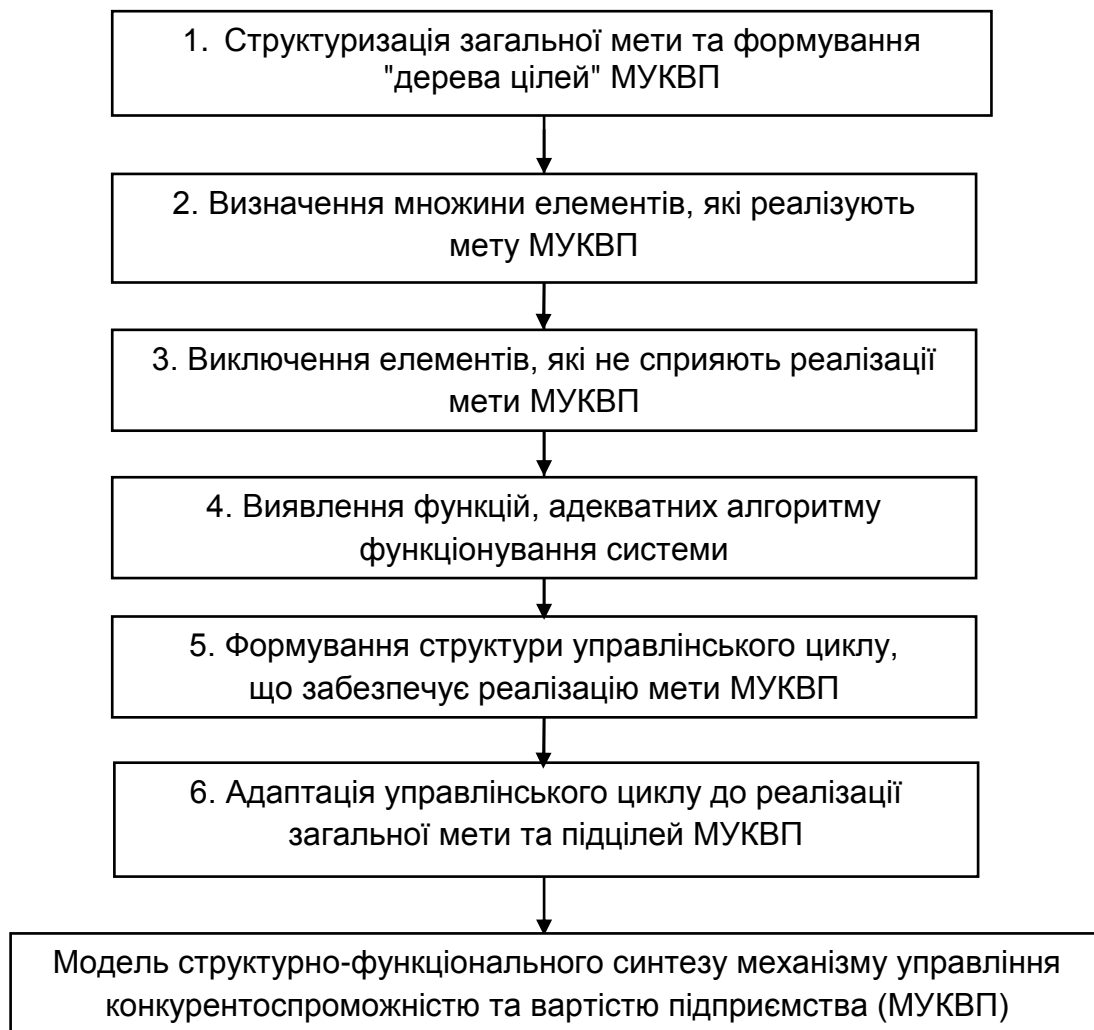 1. Структуризація загальної мети та формування
"дерева цілей" МУКВП
2. Визначення множини елементів, які реалізують
мету МУКВП
3. Виключення елементів, які не сприяють реалізації
мети МУКВП
4. Виявлення функцій, адекватних алгоритму
функціонування системи
5. Формування структури управлінського циклу,
що забезпечує реалізацію мети МУКВП
6. Адаптація управлінського циклу до реалізації
загальної мети та підцілей МУКВП
Модель структурно-функціонального синтезу механізму управління
конкурентоспроможністю та вартістю підприємства (МУКВП)